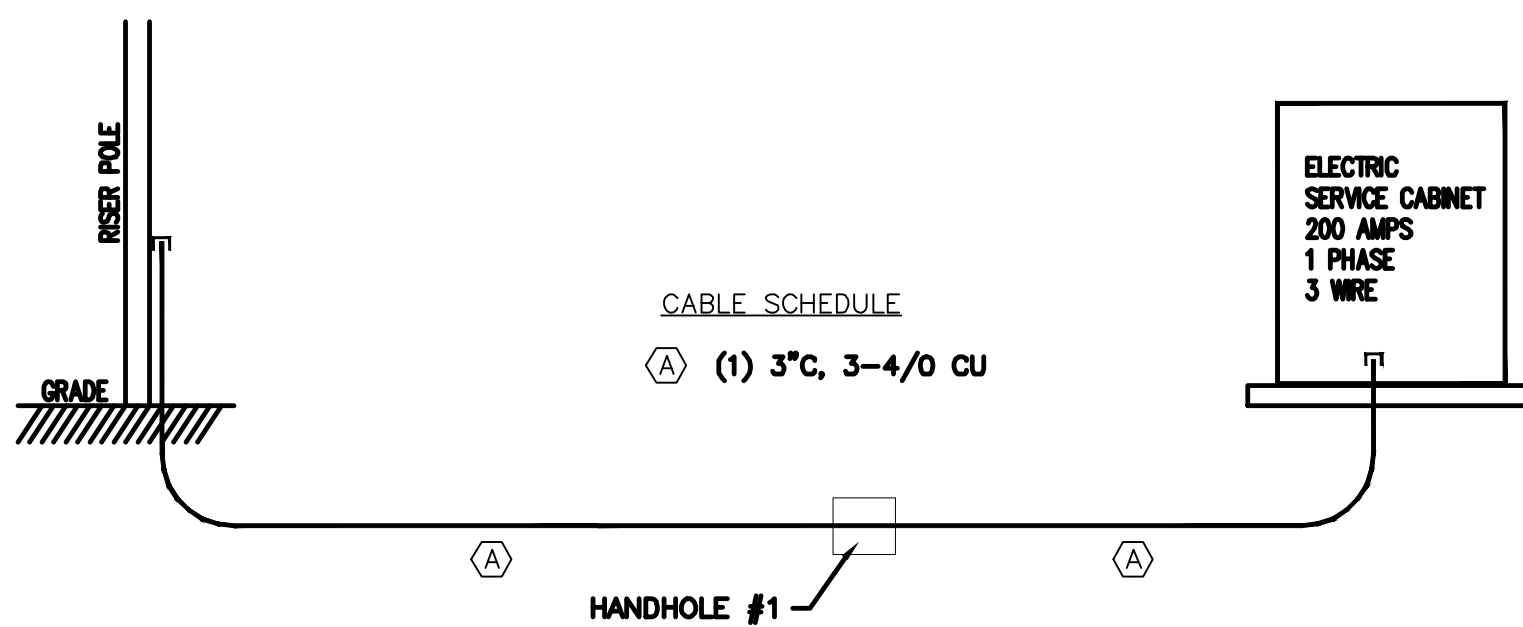 RISER POLE
ELECTRIC
SERVICE CABINET
200 AMPS
1 PHASE
3 WIRE
CABLE SCHEDULE
A (1) 3"C, 3-4/0 CU
GRADE
A
A
HANDHOLE #1